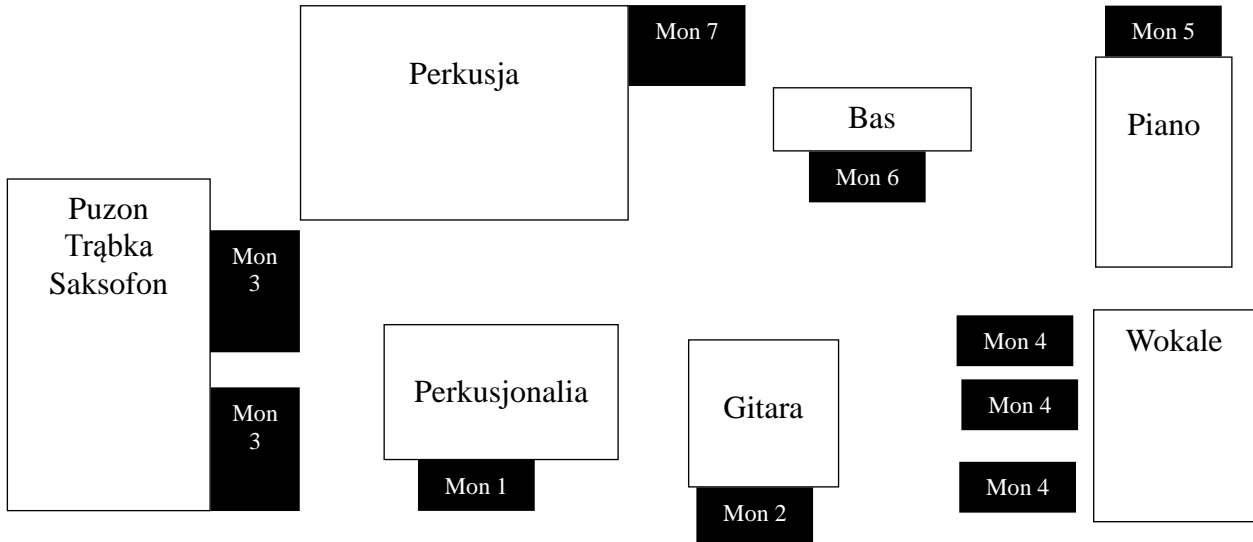 Perkusja
Mon 7
Bas
Mon 6
Mon 5
Piano
Puzon
Trąbka
Saksofon
Mon
3
Mon
3
Perkusjonalia
Mon 1
Gitara
Mon 2
Mon 4
Mon 4
Mon 4
Wokale